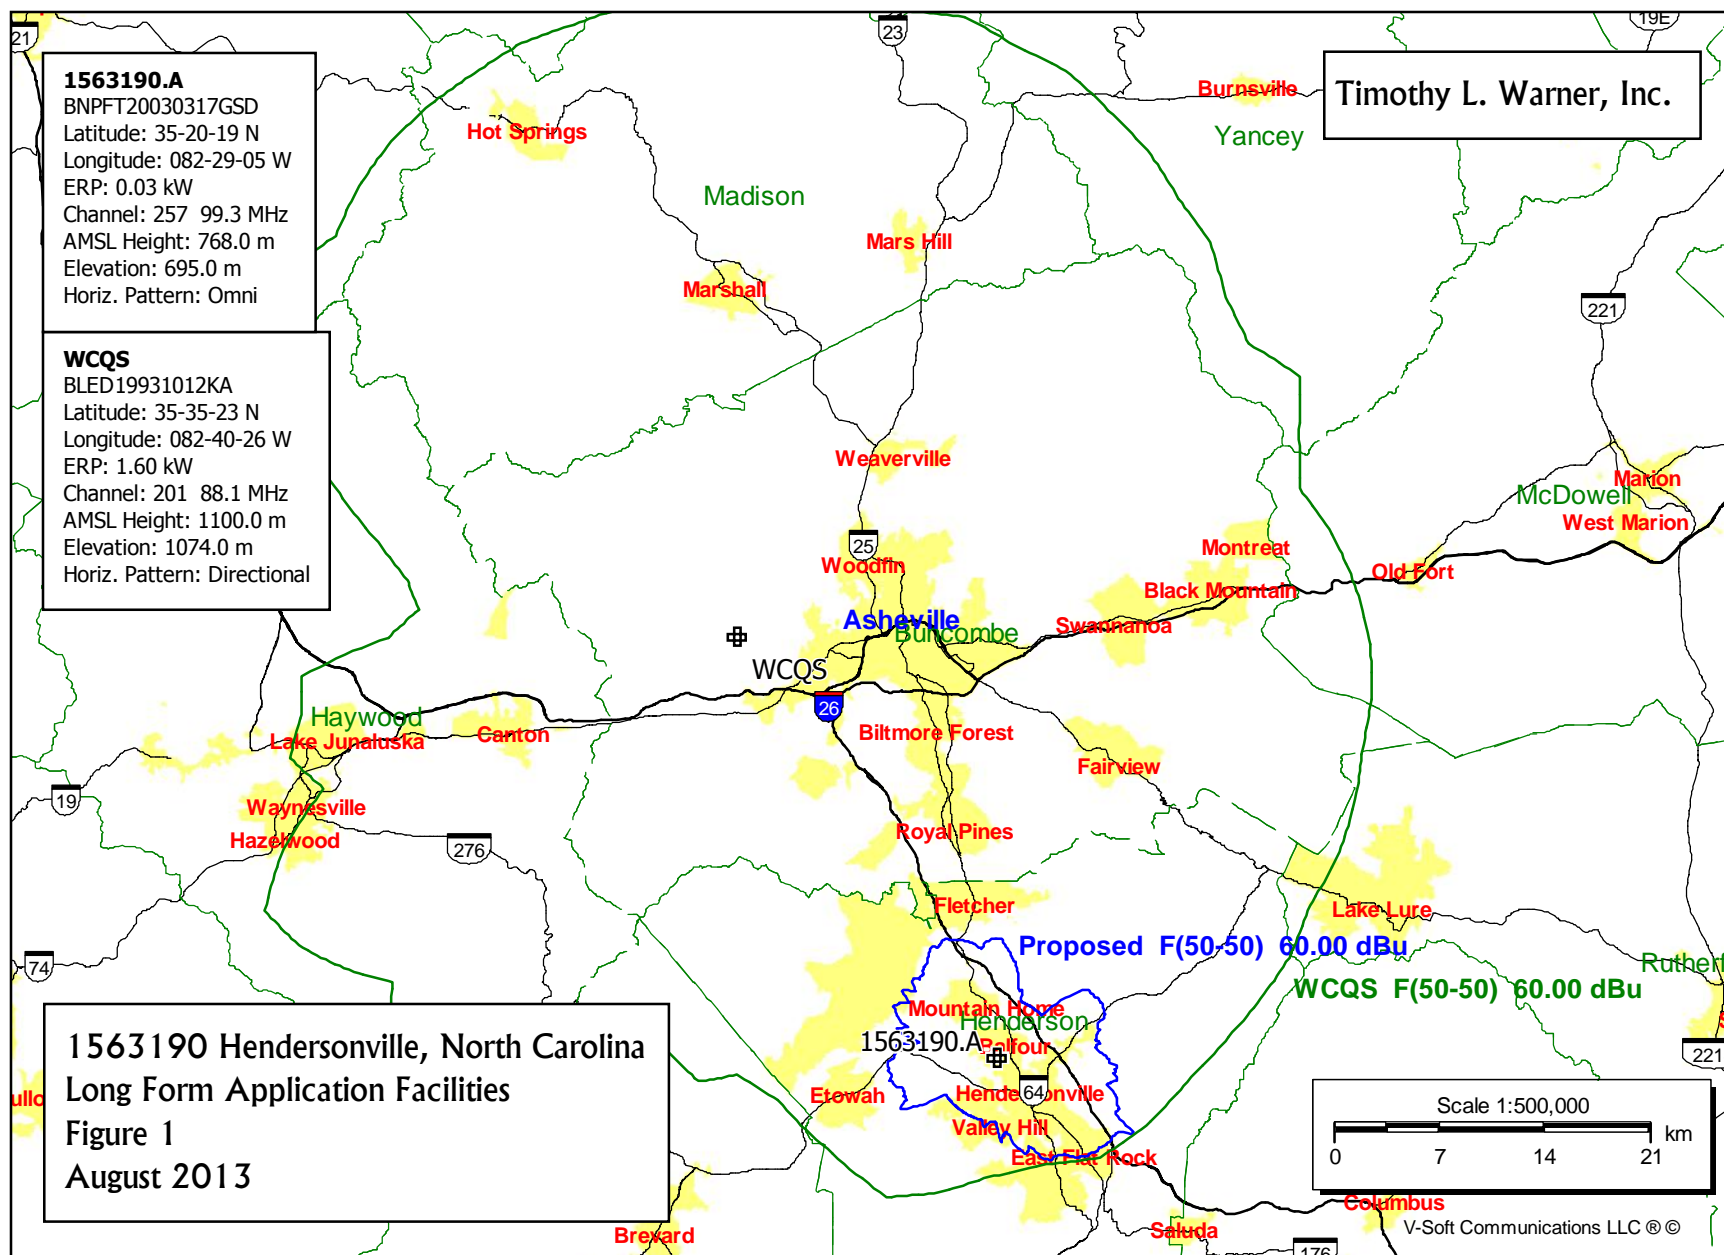 21
23
19E
1563190.A
BNPFT20030317GSD
Latitude: 35-20-19 N
Longitude: 082-29-05 W
ERP: 0.03 kW
Channel: 257  99.3 MHz
AMSL Height: 768.0 m
Elevation: 695.0 m
Horiz. Pattern: Omni
Timothy L. Warner, Inc.
Burnsville
Yancey
Hot Springs
Madison
Mars Hill
Marshall
221
WCQS
BLED19931012KA
Latitude: 35-35-23 N
Longitude: 082-40-26 W
ERP: 1.60 kW
Channel: 201  88.1 MHz
AMSL Height: 1100.0 m
Elevation: 1074.0 m
Horiz. Pattern: Directional
Weaverville
Marion
McDowell
West Marion
25
Woodfin
Montreat
Old Fort
Black Mountain
Asheville
Buncombe
Swannanoa
WCQS
26
Haywood
Lake Junaluska
Canton
Biltmore Forest
Fairview
19
Waynesville
Hazelwood
276
Royal Pines
Fletcher
Lake Lure
Proposed  F(50-50)  60.00 dBu
74
WCQS  F(50-50)  60.00 dBu
Mountain Home
Henderson
1563190.A
Balfour
221
Etowah
Hendersonville
64
Valley Hill
East Flat Rock
1563190 Hendersonville, North Carolina
Long Form Application Facilities
Figure 1
August 2013
Scale 1:500,000
km
0 7 14 21
Columbus
Brevard
Saluda
176
V-Soft Communications LLC ® ©